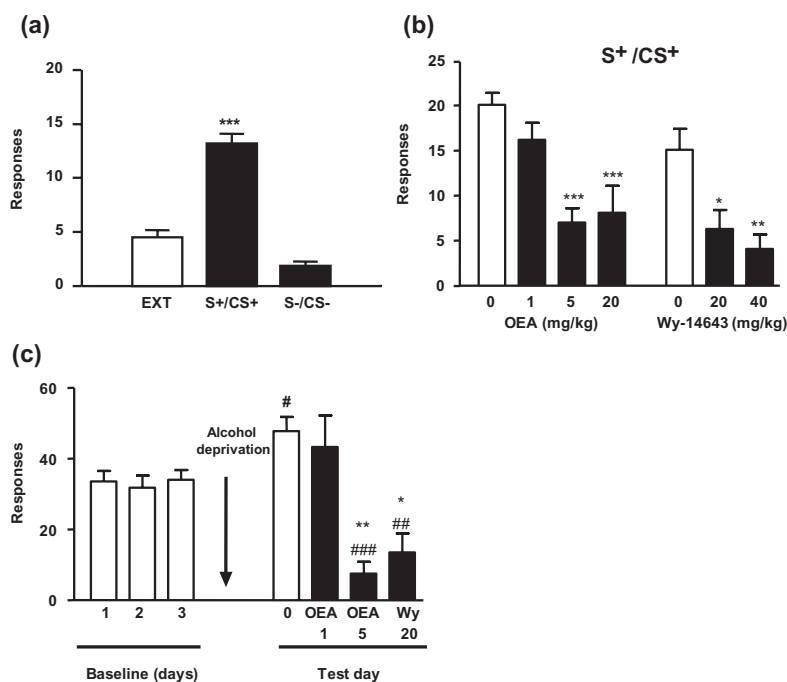 (a)
20
15
10
5
0
Responses
***
EXT S+/CS+ S-/CS-
(b)
S+ /CS+
25
20
15
10
5
0
Responses
*** *** * **
0 1 5 20 0 20 40
OEA (mg/kg) Wy-14643 (mg/kg)
(c)
60
40
20
0
Responses
Alcohol
deprivation
#
** *
### ##
1 2 3 0 OEA OEA Wy
1 5 20
Baseline (days) Test day